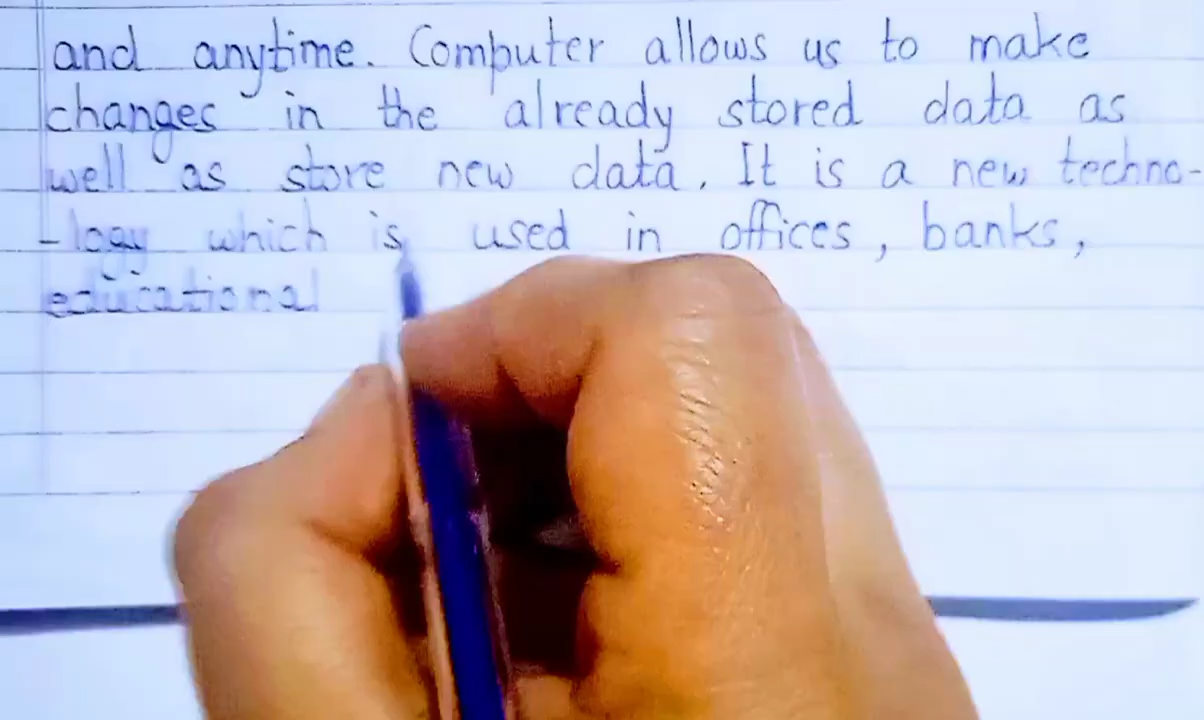 and anytime. Computer allows us to make
changes in the already stored data as
well as store new data. It is a new techno-
-logy which is used in offices, banks,
educational